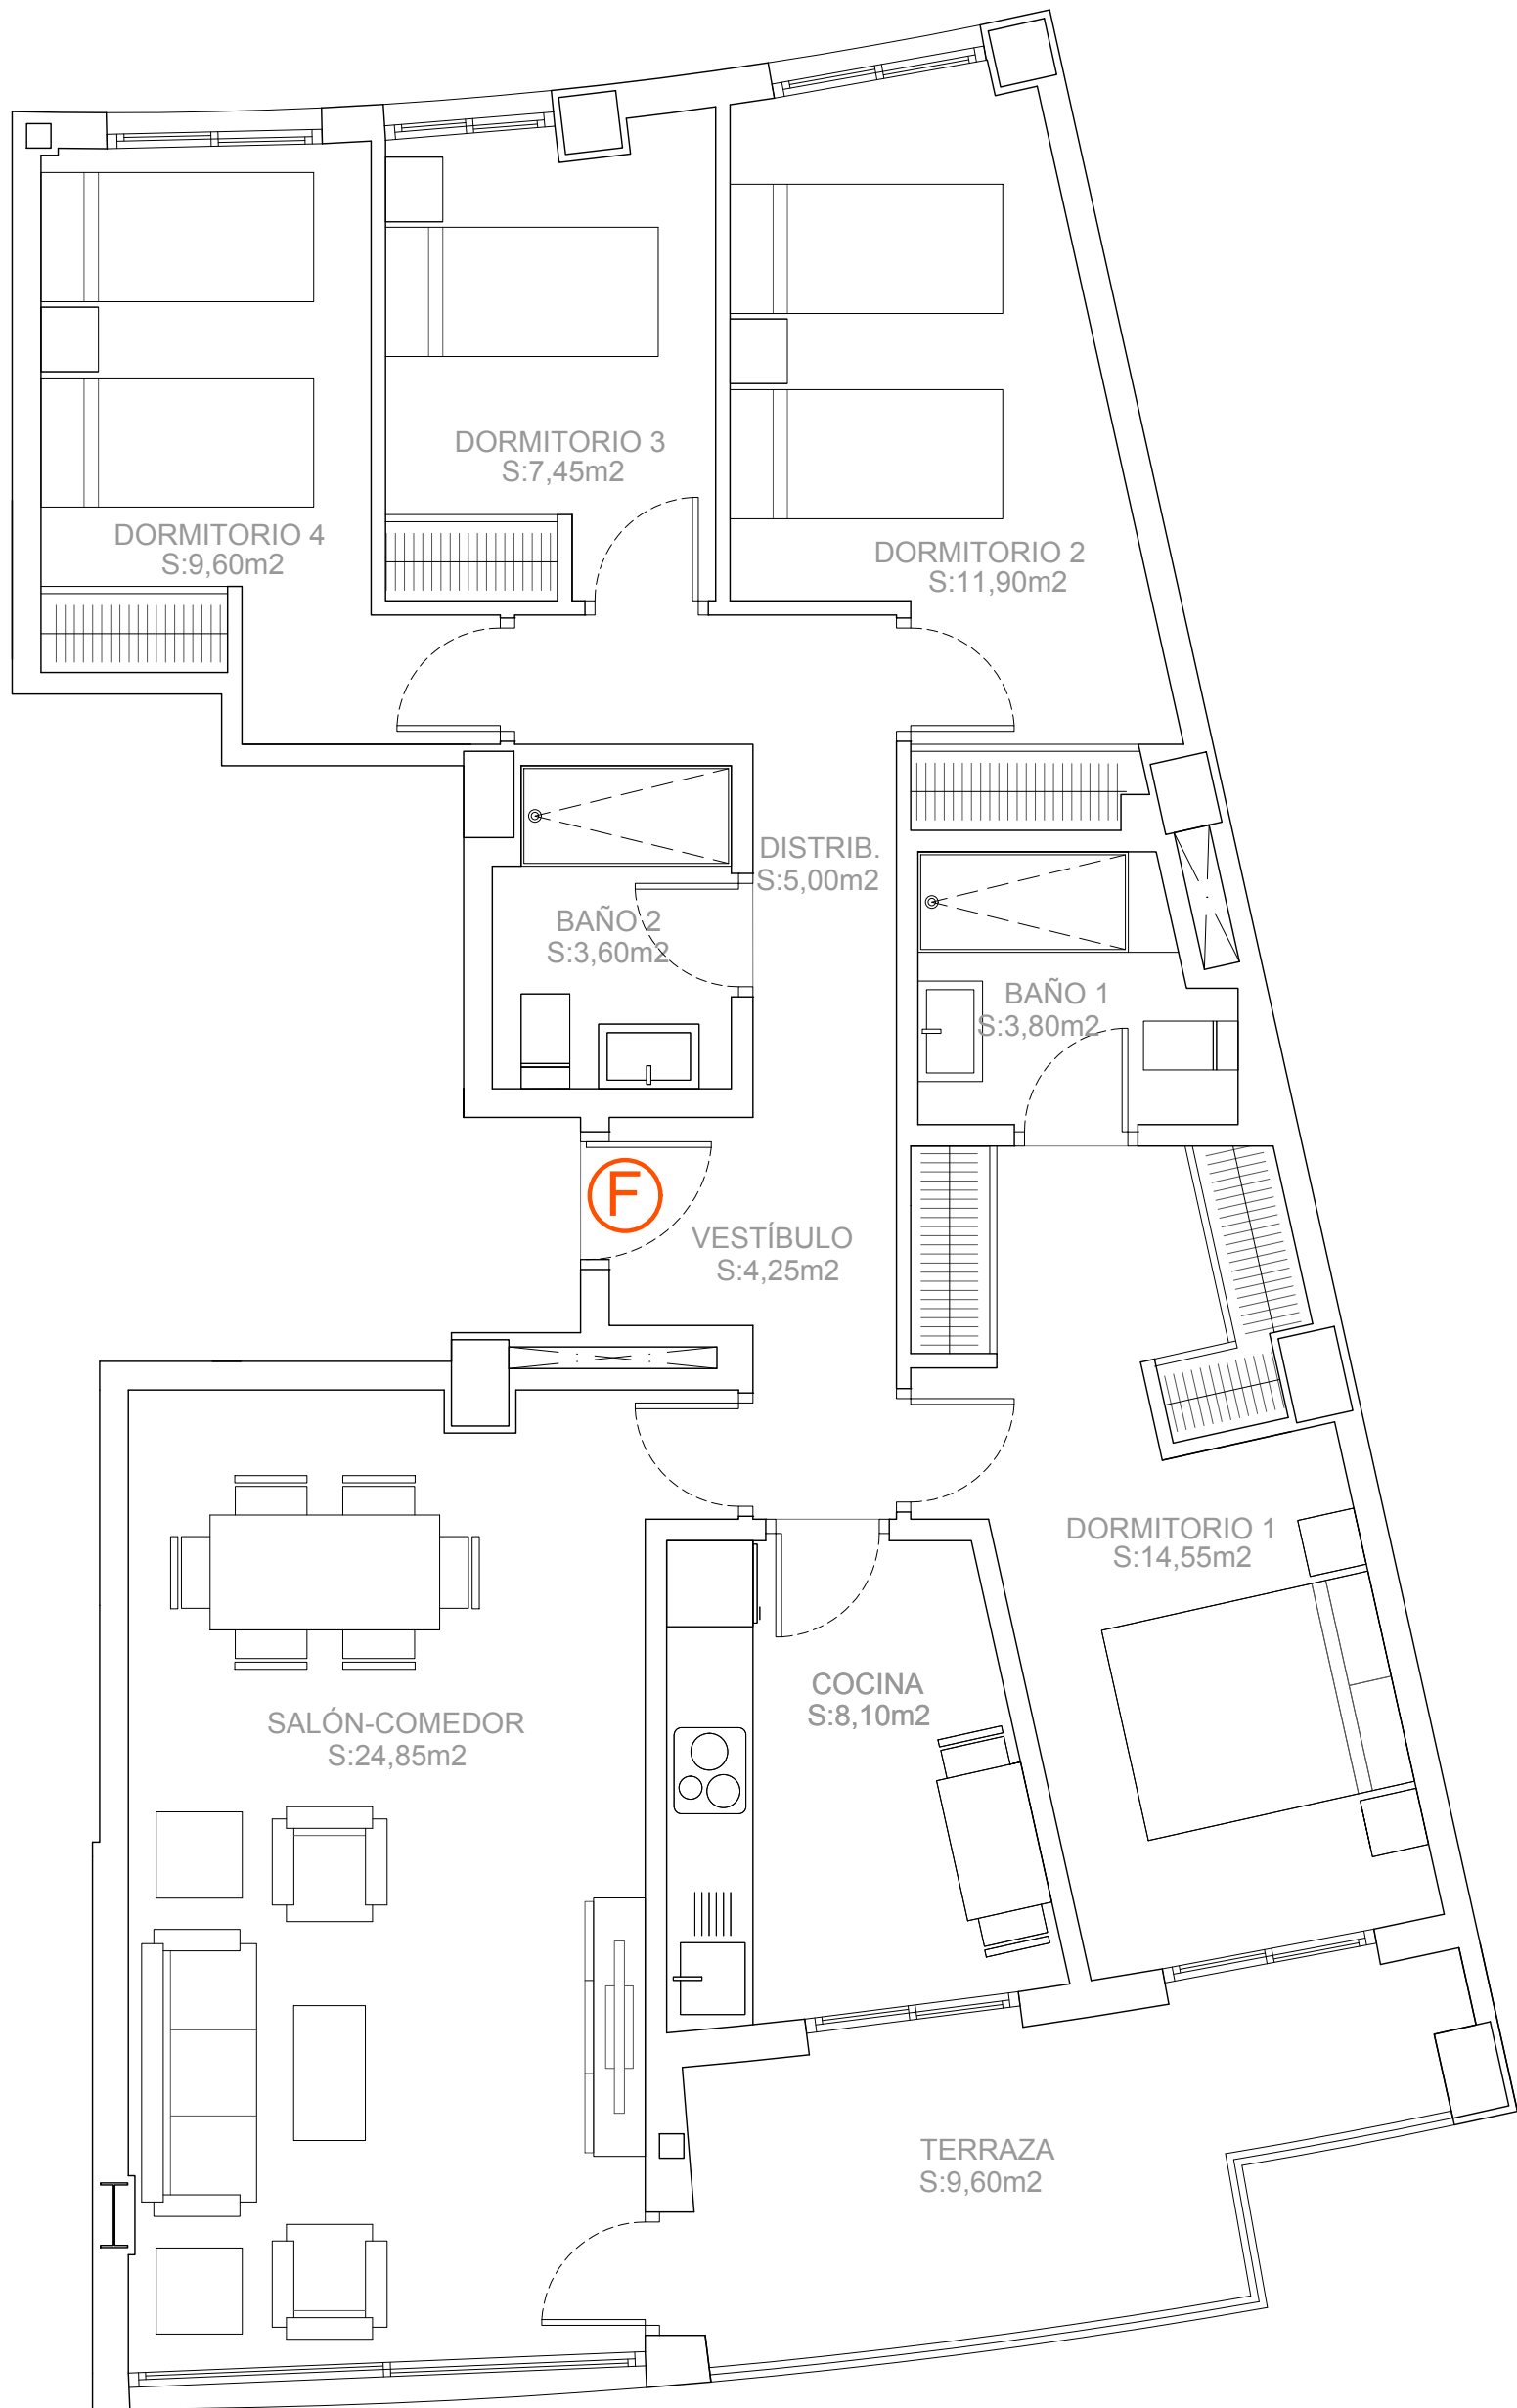 DORMITORIO 3
S:7,45m2
DORMITORIO 4
S:9,60m2
DORMITORIO 2
S:11,90m2
DISTRIB.
S:5,00m2
BAÑO 2
S:3,60m2
BAÑO 1
S:3,80m2
F
VESTÍBULO
S:4,25m2
DORMITORIO 1
S:14,55m2
COCINA
S:8,10m2
SALÓN-COMEDOR
S:24,85m2
TERRAZA
S:9,60m2